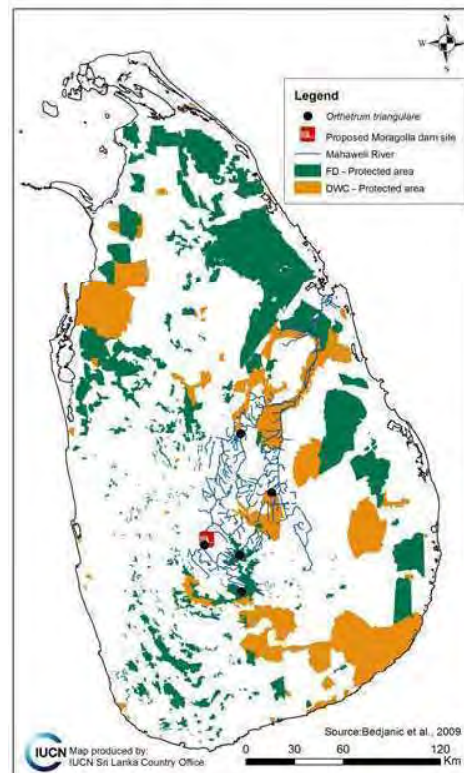 N
W E
S
Legend
Orthetrum triangulare
Proposed Moragolla dam site
Mahaweli River
FD - Protected area
DWC - Protected area
Source:Bedjanic et al., 2009
IUCN
Map produced by:
IUCN Sri Lanka Country Office
0 30 60 120
Km